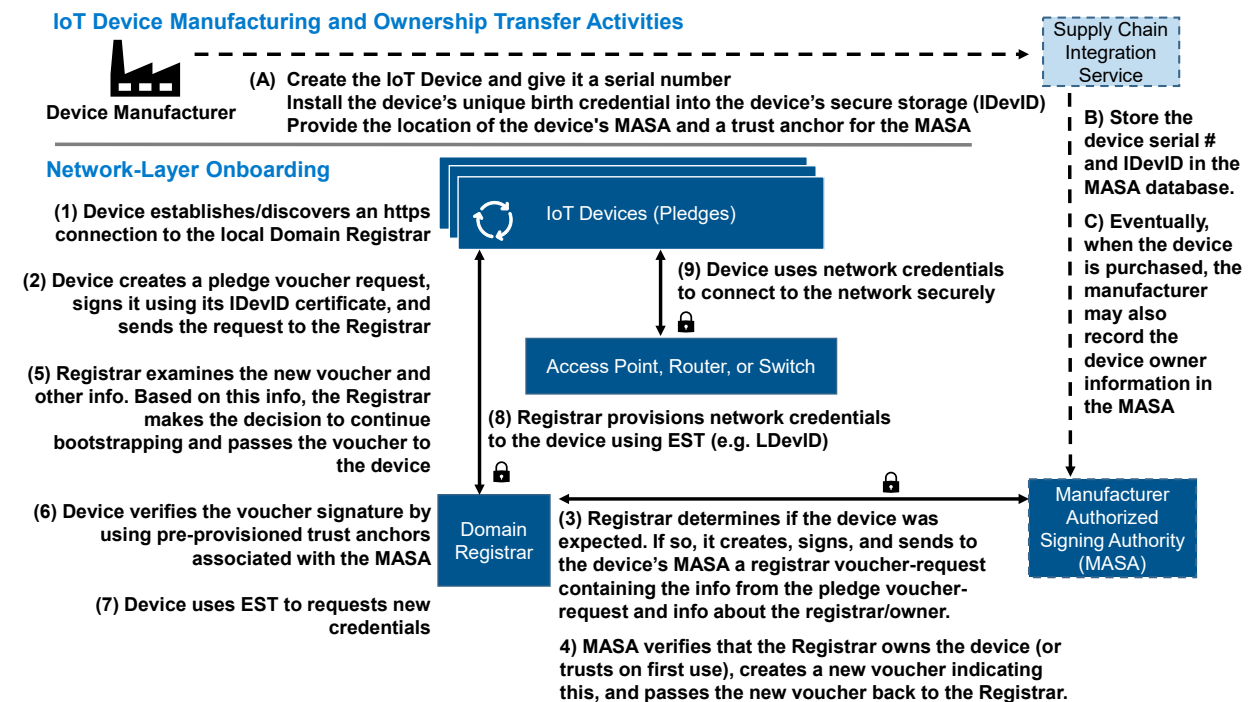 IoT Device Manufacturing and Ownership Transfer Activities
Supply Chain
Integration
Service
Device Manufacturer
(A) Create the IoT Device and give it a serial number
Install the device's unique birth credential into the device's secure storage (IDevID)
Provide the location of the device's MASA and a trust anchor for the MASA
B) Store the
device serial #
and IDevID in the
MASA database.
C) Eventually,
when the device
is purchased, the
manufacturer
may also
record the
device owner
information in
the MASA
Network-Layer Onboarding
IoT Devices (Pledges)
(1) Device establishes/discovers an https
connection to the local Domain Registrar
(2) Device creates a pledge voucher request,
signs it using its IDevID certificate, and
sends the request to the Registrar
(9) Device uses network credentials
to connect to the network securely
Access Point, Router, or Switch
(5) Registrar examines the new voucher and
other info. Based on this info, the Registrar
makes the decision to continue
bootstrapping and passes the voucher to
the device
(8) Registrar provisions network credentials
to the device using EST (e.g. LDevID)
(6) Device verifies the voucher signature by
using pre-provisioned trust anchors
associated with the MASA
(7) Device uses EST to requests new
credentials
Domain
Registrar
(3) Registrar determines if the device was
expected. If so, it creates, signs, and sends to
the device's MASA a registrar voucher-request
containing the info from the pledge voucher-
request and info about the registrar/owner.
4) MASA verifies that the Registrar owns the device (or
trusts on first use), creates a new voucher indicating
this, and passes the new voucher back to the Registrar.
Manufacturer
Authorized
Signing Authority
(MASA)